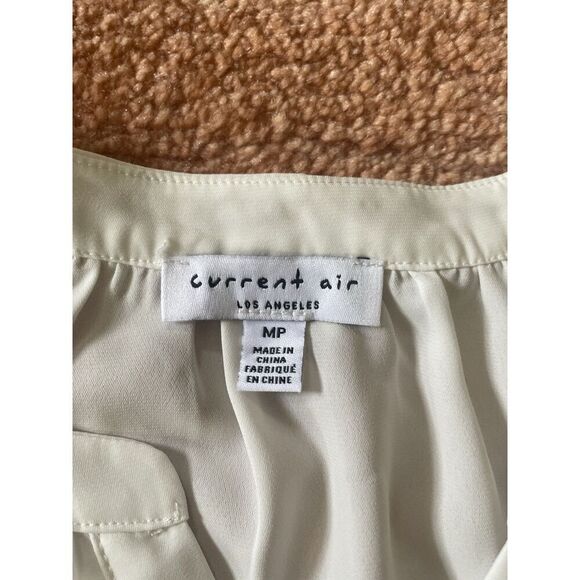 current air
LOS ANGELES
MP
MADE IN
CHINA
FABRIQUÉ
EN CHINE